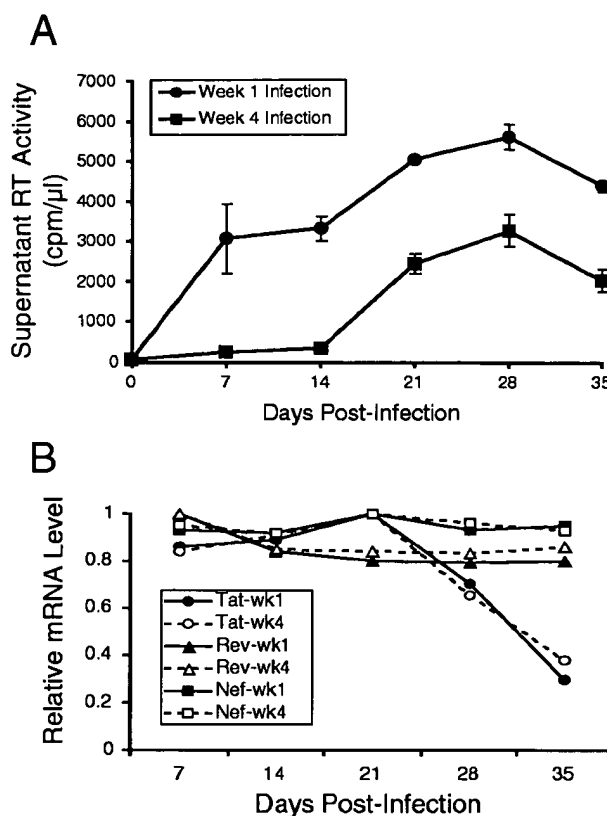 A
Supernatant RT Activity
(cpm/µl)
7000
6000
5000
4000
3000
2000
1000
0
Week 1 Infection
Week 4 Infection
0 7 14 21 28 35
Days Post-Infection
B
Relative mRNA Level
1
0.8
0.6
0.4
0.2
0
Tat-wk1
Tat-wk4
Rev-wk1
Rev-wk4
Nef-wk1
Nef-wk4
7 14 21 28 35
Days Post-Infection